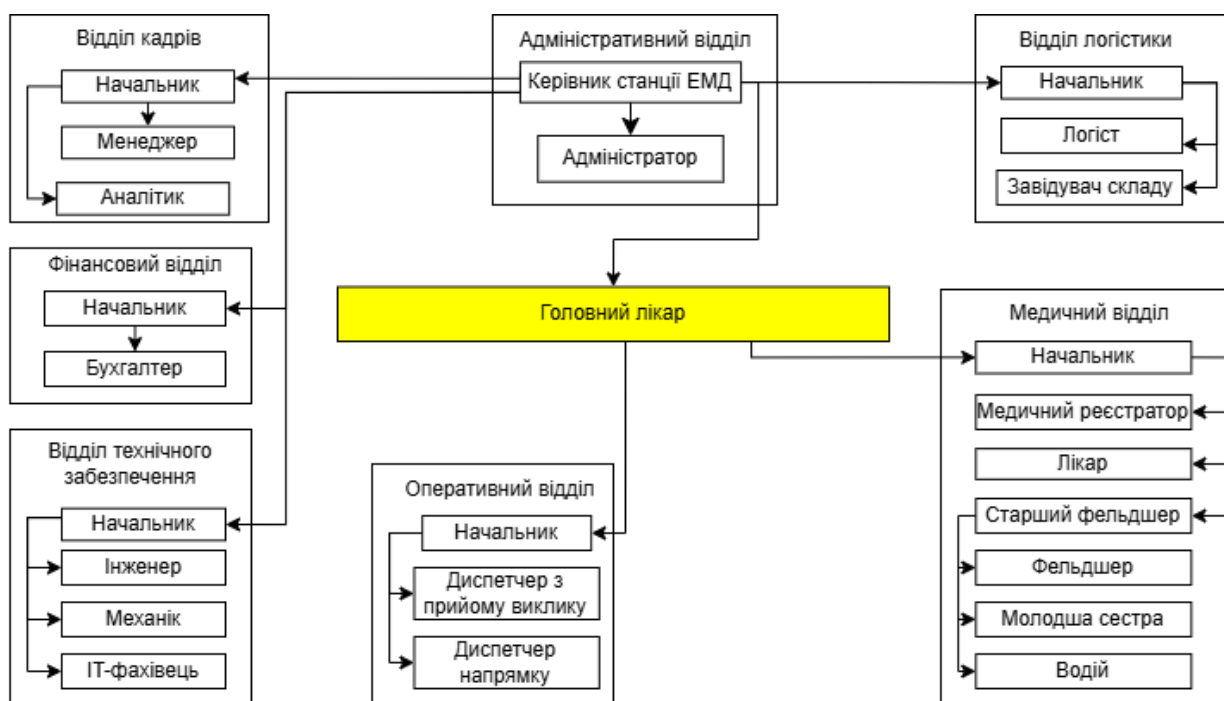 Відділ кадрів
Начальник
Менеджер
Аналітик
Адміністративний відділ
Керівник станції ЕМД
Адміністратор
Відділ логістики
Начальник
Логіст
Завідувач складу
Фінансовий відділ
Начальник
Бухгалтер
Головний лікар
Медичний відділ
Начальник
Медичний реєстратор
Лікар
Старший фельдшер
Фельдшер
Молодша сестра
Водій
Відділ технічного
забезпечення
Начальник
Інженер
Механік
ІТ-фахівець
Оперативний відділ
Начальник
Диспетчер з
прийому виклику
Диспетчер
напрямку